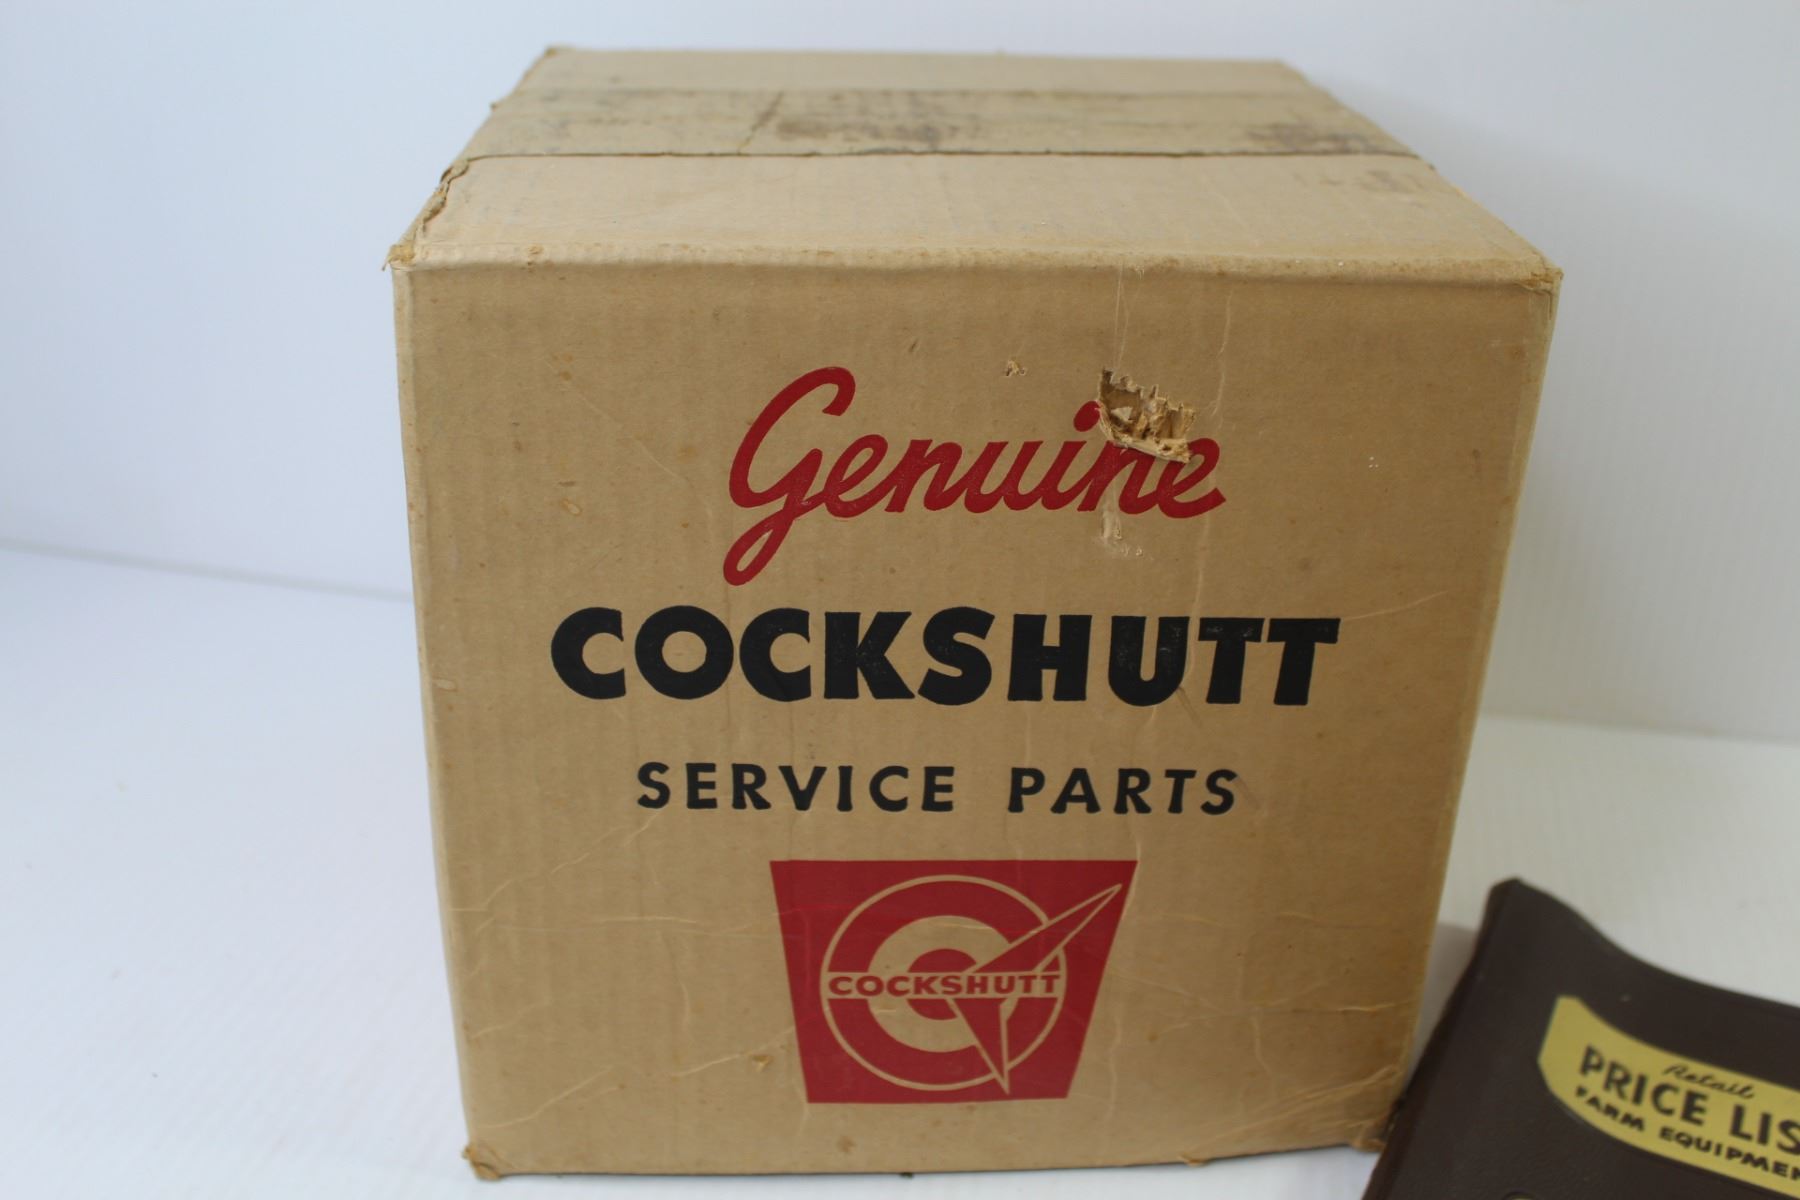 Genuine
COCKSHUTT
SERVICE PARTS
COCKSHUTT
Retail
PRICE LIS
FARM EQUIPMEN